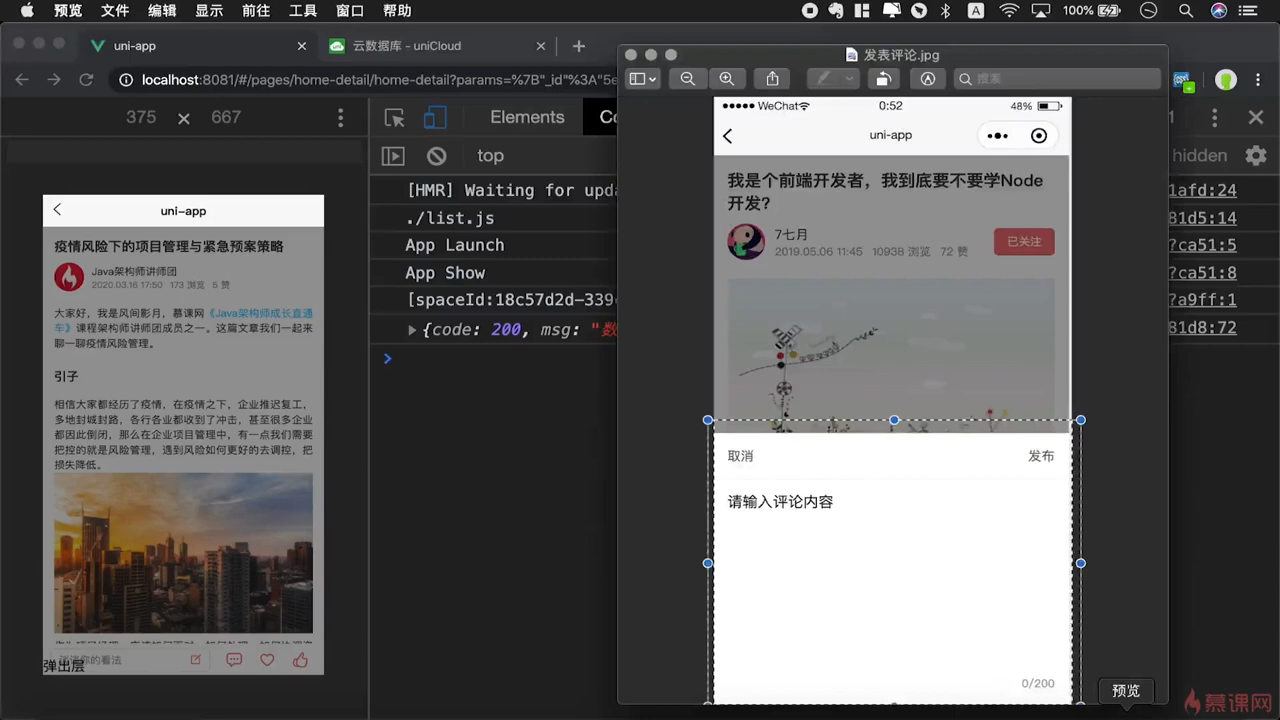 预览 文件 编辑 显示 前往 工具 窗口 帮助
A
100%
uni-app
云数据库 - uniCloud
发表评论.jpg
localhost:8081/#/pages/home-detail/home-detail?params=%7B"_id"%3A"5e
搜索
375 × 667
Elements
top
hidden
[HMR] Waiting for upda
1afd:24
./list.js
81d5:14
App Launch
?ca51:5
App Show
?ca51:8
[spaceId:18c57d2d-339c
?a9ff:1
{code: 200, msg: "数
81d8:72
uni-app
疫情风险下的项目管理与紧急预案策略
Java架构师讲师团
2020.03.16 17:50 173 浏览 5 赞
大家好，我是风间影月，慕课网《Java架构师成长直通
车》课程架构师讲师团成员之一。这篇文章我们一起来
聊一聊疫情风险管理。
引子
相信大家都经历了疫情，在疫情之下，企业推迟复工，
多地封城封路，各行各业都收到了冲击，甚至很多企业
都因此倒闭，那么在企业项目管理中，有一点我们需要
把控的就是风险管理，遇到风险如何更好的去调控，把
损失降低。
你的看法
弹出层
WeChat
0:52
48%
uni-app
我是个前端开发者，我到底要不要学Node
开发?
7七月
2019.05.06 11:45 10938 浏览 72 赞
已关注
取消
发布
请输入评论内容
0/200
预览
慕课网